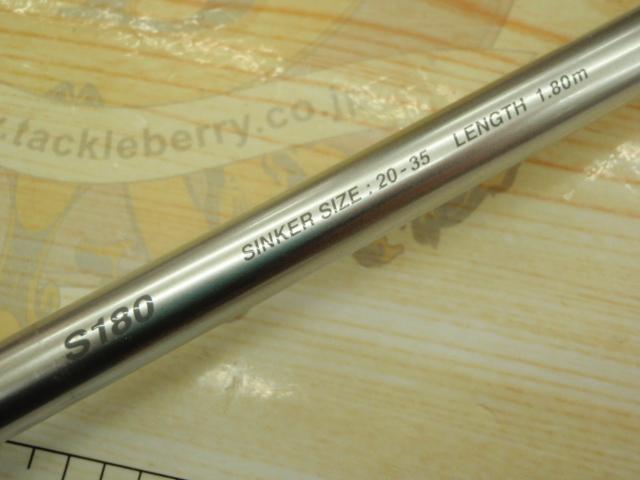 .tackleberry.co.j
S180 SINKER SIZE : 20-35 LENGTH 1.80m